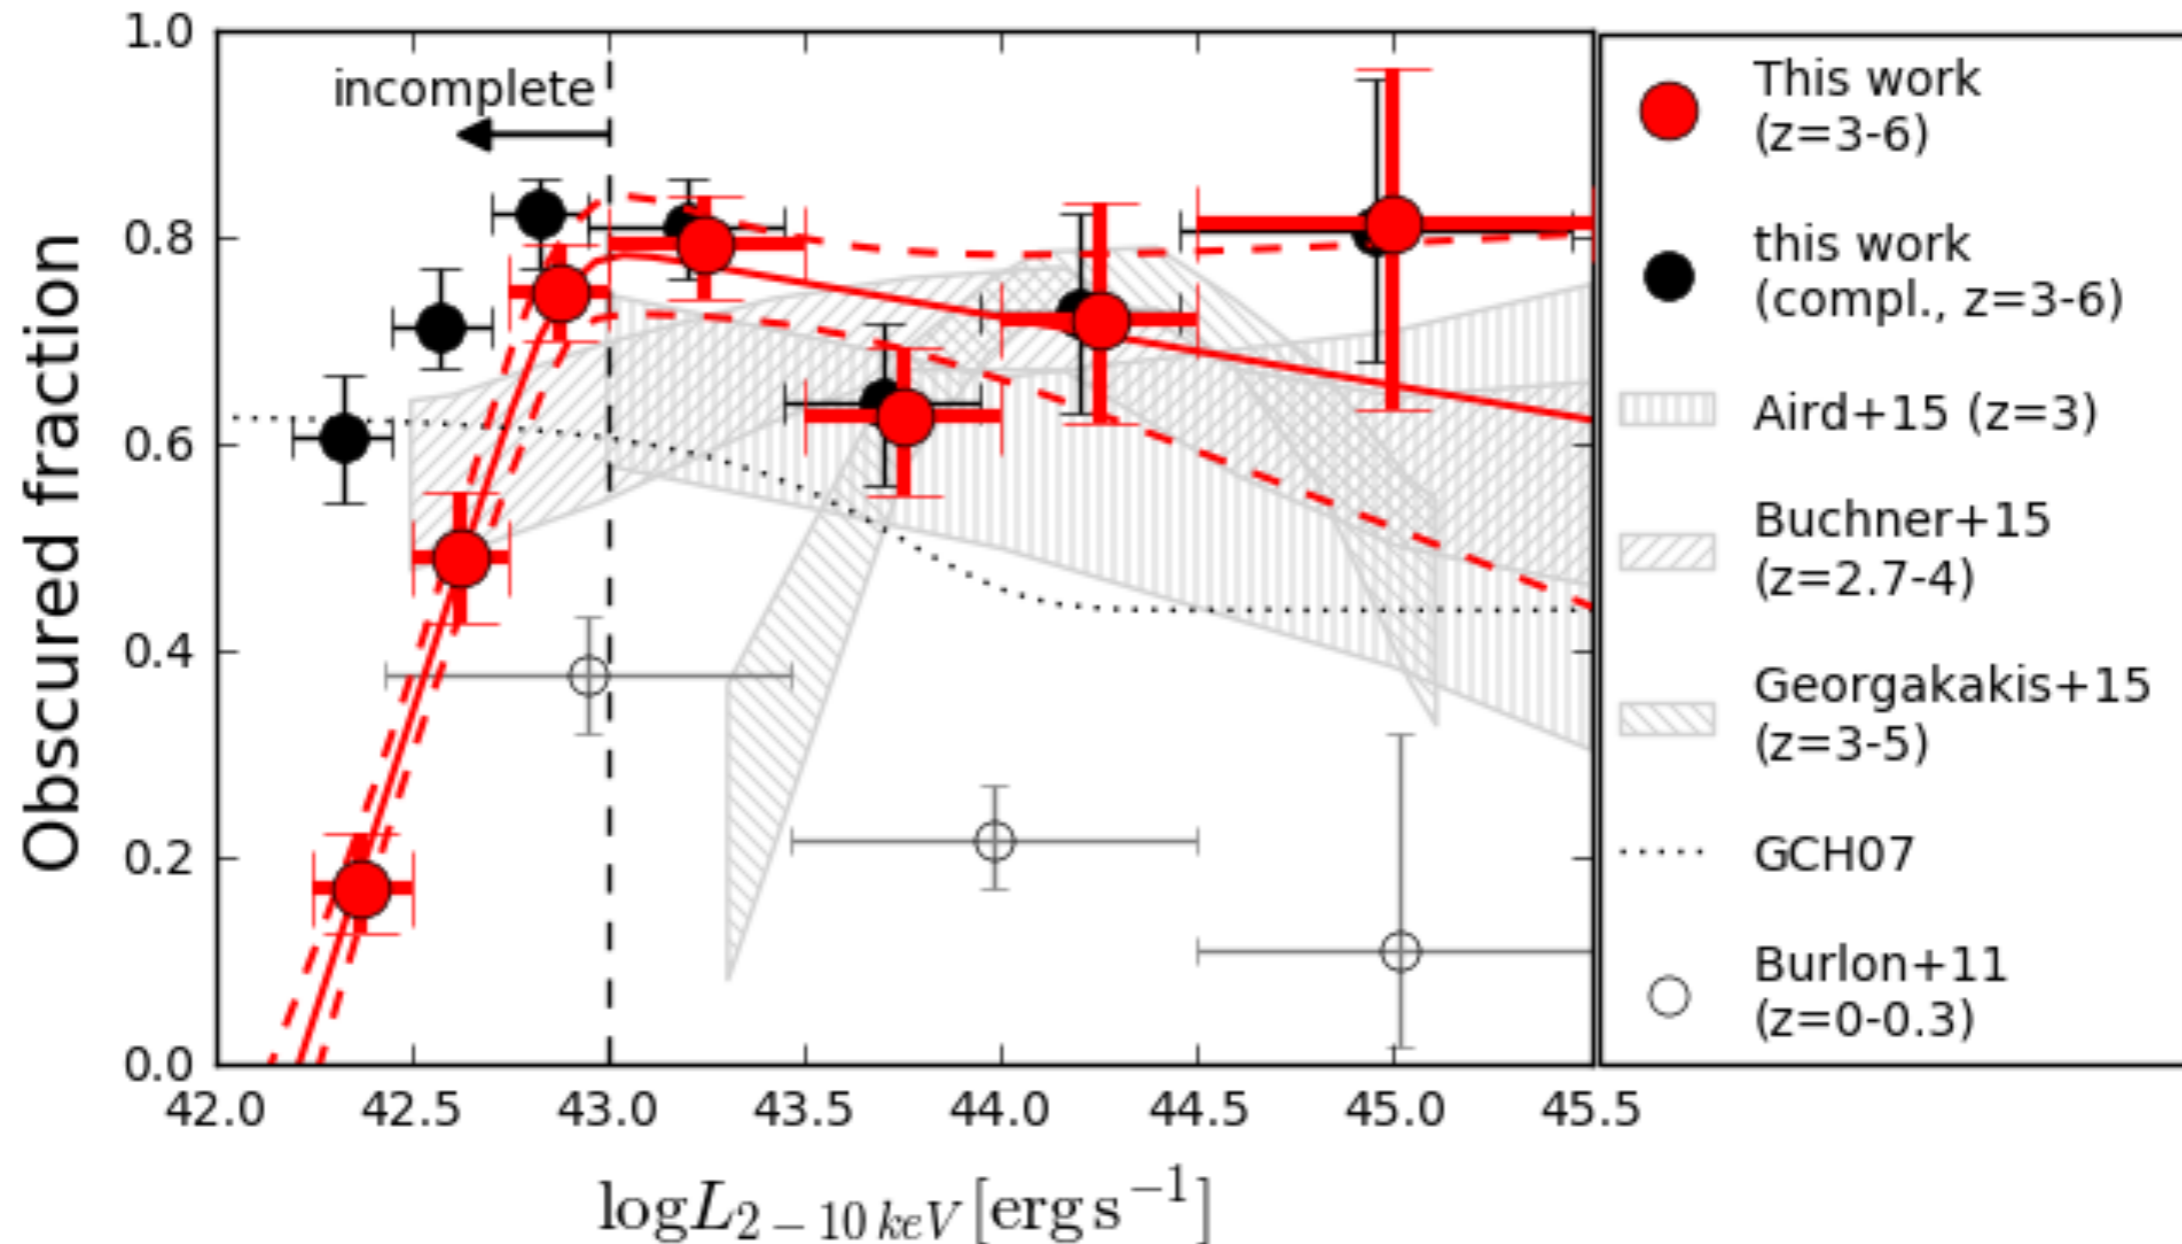 1.0
0.8
0.6
0.4
0.2
0.0
Obscured fraction
incomplete
42.0 42.5 43.0 43.5 44.0 44.5 45.0 45.5
logL_{2-10 keV} [erg s^{-1}]
This work
(z=3-6)
this work
(compl., z=3-6)
Aird+15 (z=3)
Buchner+15
(z=2.7-4)
Georgakakis+15
(z=3-5)
GCH07
Burlon+11
(z=0-0.3)